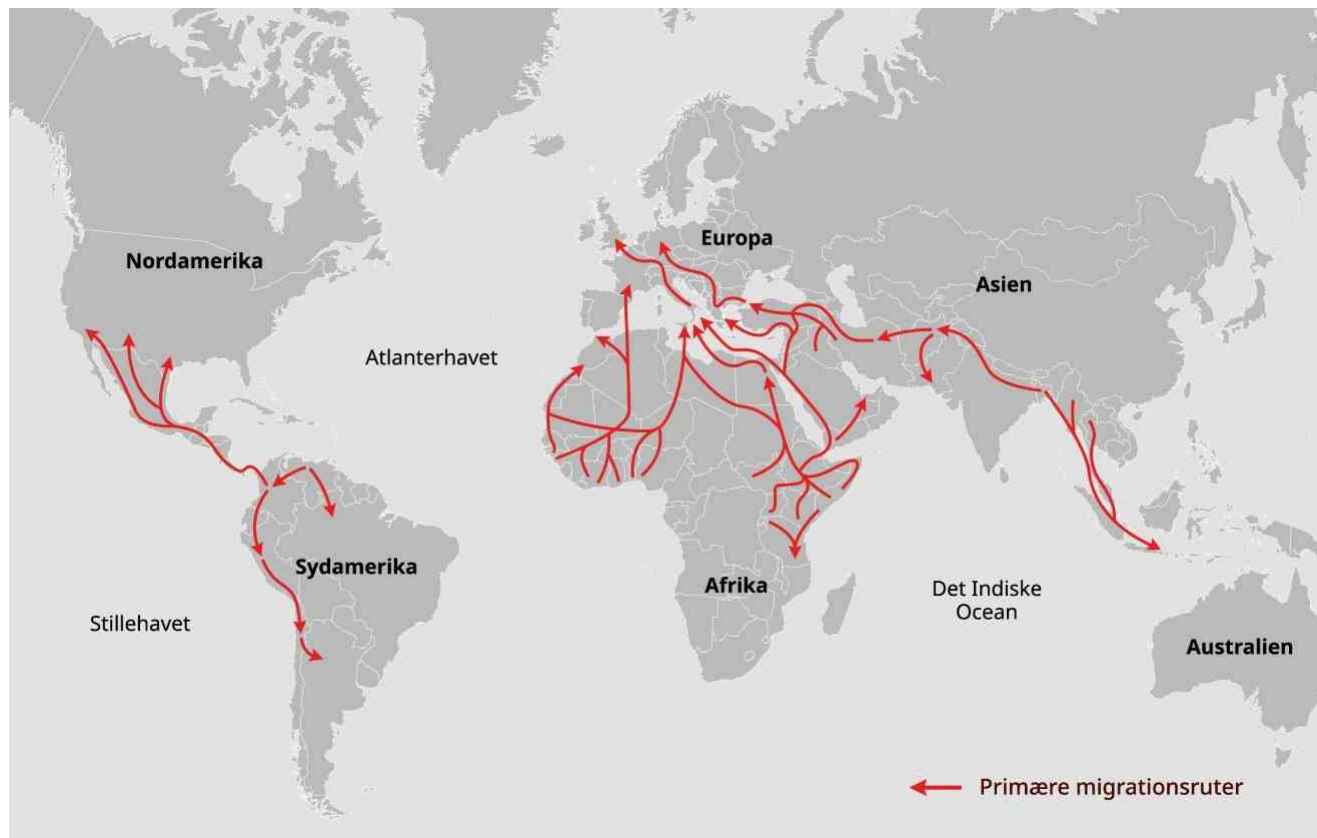 Nordamerika
Europa
Asien
Atlanterhavet
Sydamerika
Afrika
Det Indiske
Ocean
Stillehavet
Australien
Primære migrationsruter